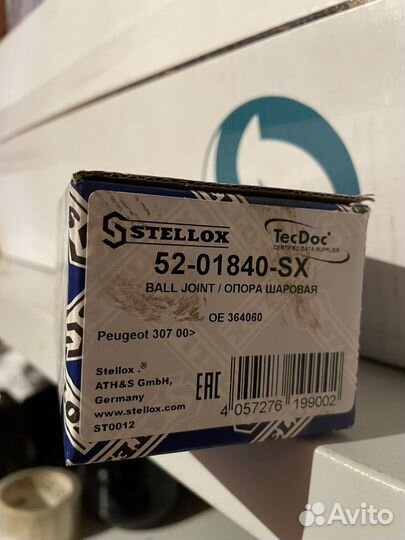 STELLOX
TecDoc
CERTIFIED DATA SUPPLIER
52-01840-SX
BALL JOINT / ОПОРА ШАРОВАЯ
OE 364060
Peugeot 307 00>
Stellox .®
ATH&S GmbH,
Germany
www.stellox.com
ST0012
EAC
4 057276 199002
Avito